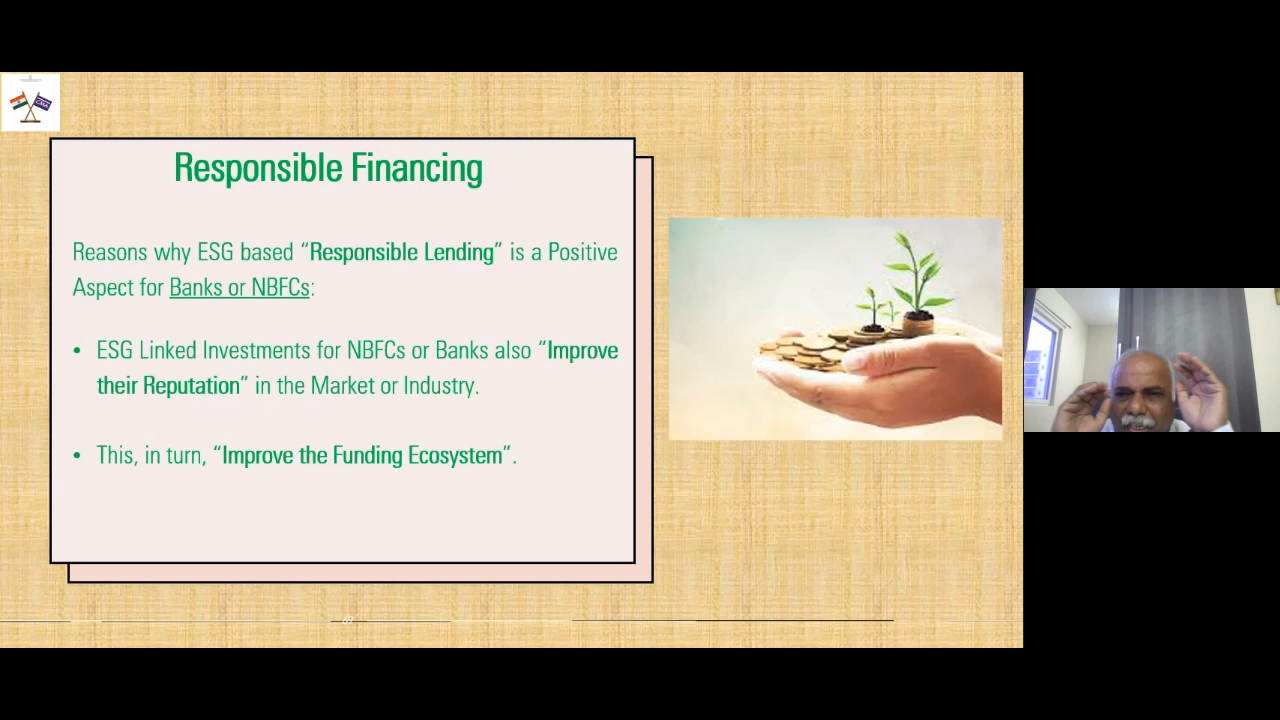 Responsible Financing
Reasons why ESG based “Responsible Lending” is a Positive
Aspect for Banks or NBFCs:
• ESG Linked Investments for NBFCs or Banks also “Improve
their Reputation” in the Market or Industry.
• This, in turn, “Improve the Funding Ecosystem”.